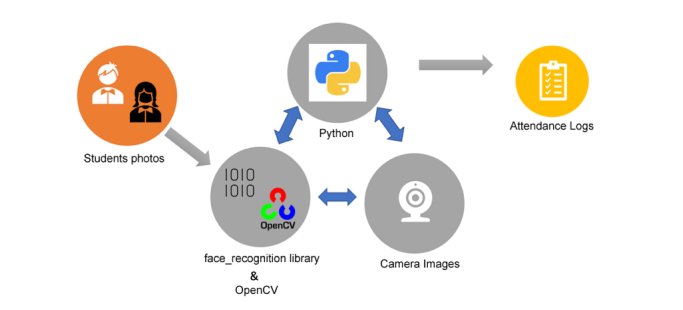 Python
Attendance Logs
Students photos
1010
1010
OpenCV
face_recognition library
&
OpenCV
Camera Images